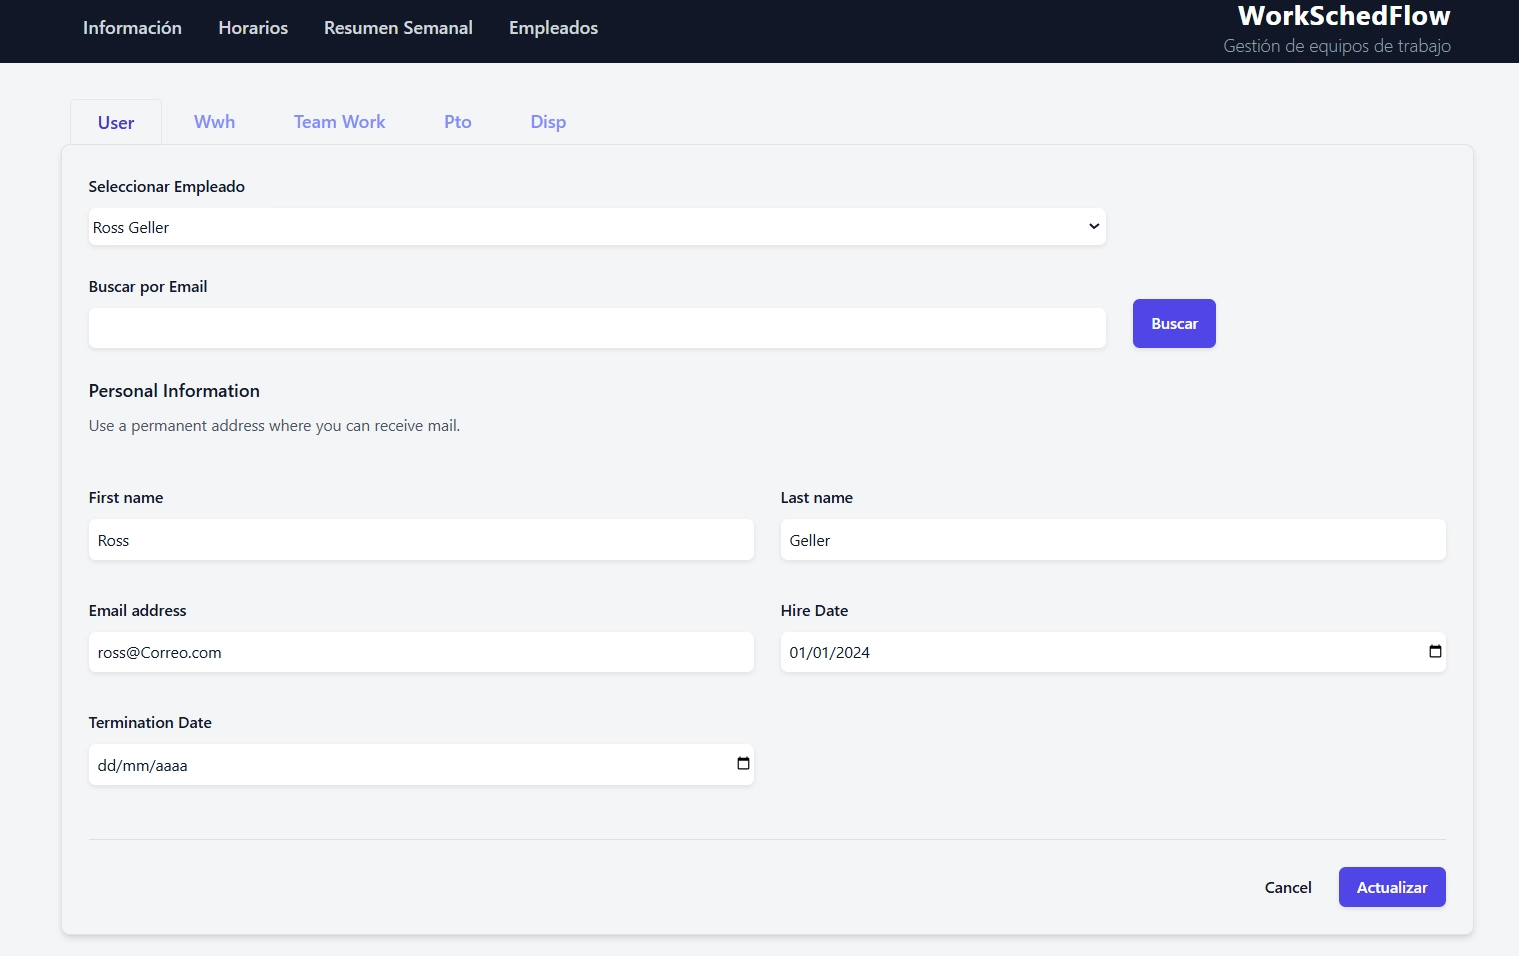 Información Horarios Resumen Semanal Empleados
WorkSchedFlow
Gestión de equipos de trabajo
User Wwh Team Work Pto Disp
Seleccionar Empleado
Ross Geller
Buscar por Email
Buscar
Personal Information
Use a permanent address where you can receive mail.
First name Last name
Ross Geller
Email address Hire Date
ross@Correo.com 01/01/2024
Termination Date
dd/mm/aaaa
Cancel Actualizar